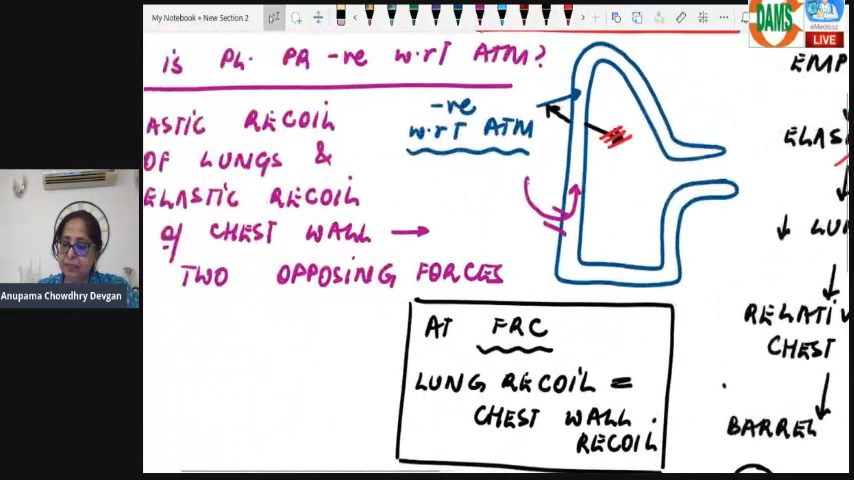 My Notebook » New Section 2
DAMS
eMedicoz
LIVE
is Ph. PR -ve w.r.T ATM?
ASTIC RECOIL
OF LUNGS &
ELASTIC RECOIL
of CHEST WALL →
TWO OPPOSING FORCES
-ve
w.r.T ATM
AT FRC
LUNG RECOIL =
CHEST WALL
RECOIL
EMP
ELAS
↓
↓ LUN
↓
RELATIV
CHEST
↓
BARREL
Anupama Chowdhry Devgan